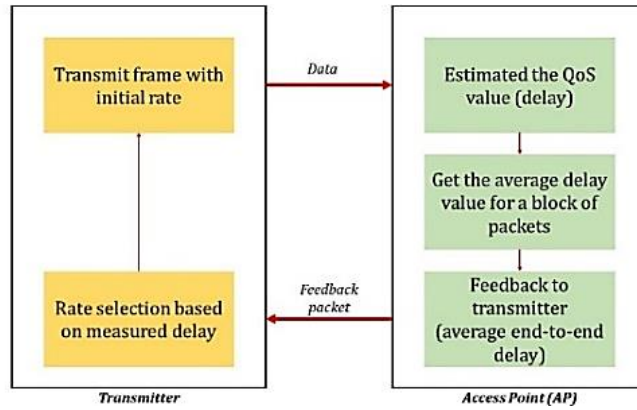 Transmit frame with
initial rate
Data
Estimated the QoS
value (delay)
Get the average delay
value for a block of
packets
Rate selection based
on measured delay
Feedback
packet
Feedback to
transmitter
(average end-to-end
delay)
Transmitter
Access Point (AP)